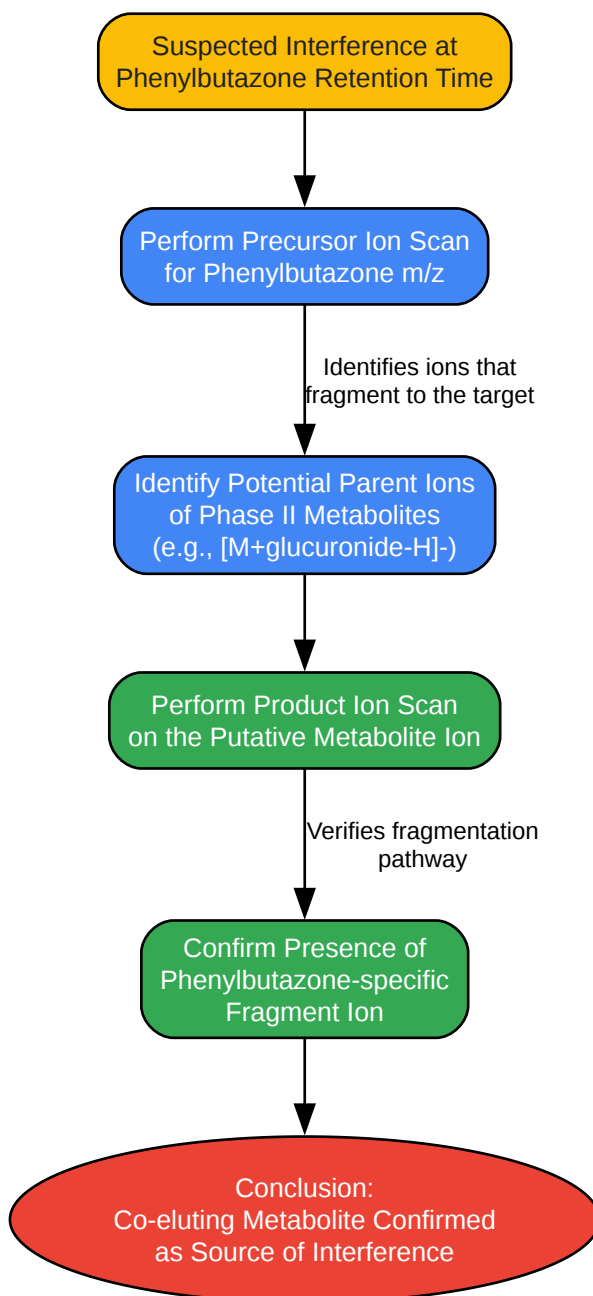 Suspected Interference at
Phenylbutazone Retention Time
Perform Precursor Ion Scan
for Phenylbutazone m/z
Identifies ions that
fragment to the target
Identify Potential Parent Ions
of Phase II Metabolites
(e.g., [M+glucuronide-H]-)
Perform Product Ion Scan
on the Putative Metabolite Ion
Verifies fragmentation
pathway
Confirm Presence of
Phenylbutazone-specific
Fragment Ion
Conclusion:
Co-eluting Metabolite Confirmed
as Source of Interference